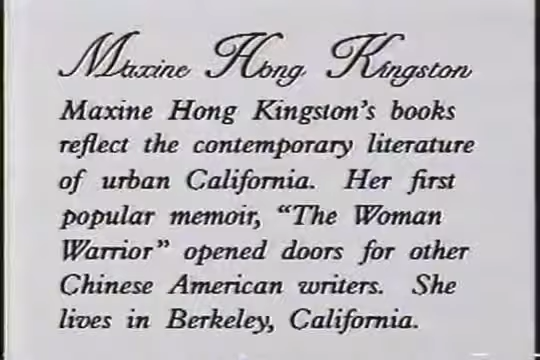 Maxine Hong Kingston
Maxine Hong Kingston's books
reflect the contemporary literature
of urban California. Her first
popular memoir, "The Woman
Warrior" opened doors for other
Chinese American writers. She
lives in Berkeley, California.